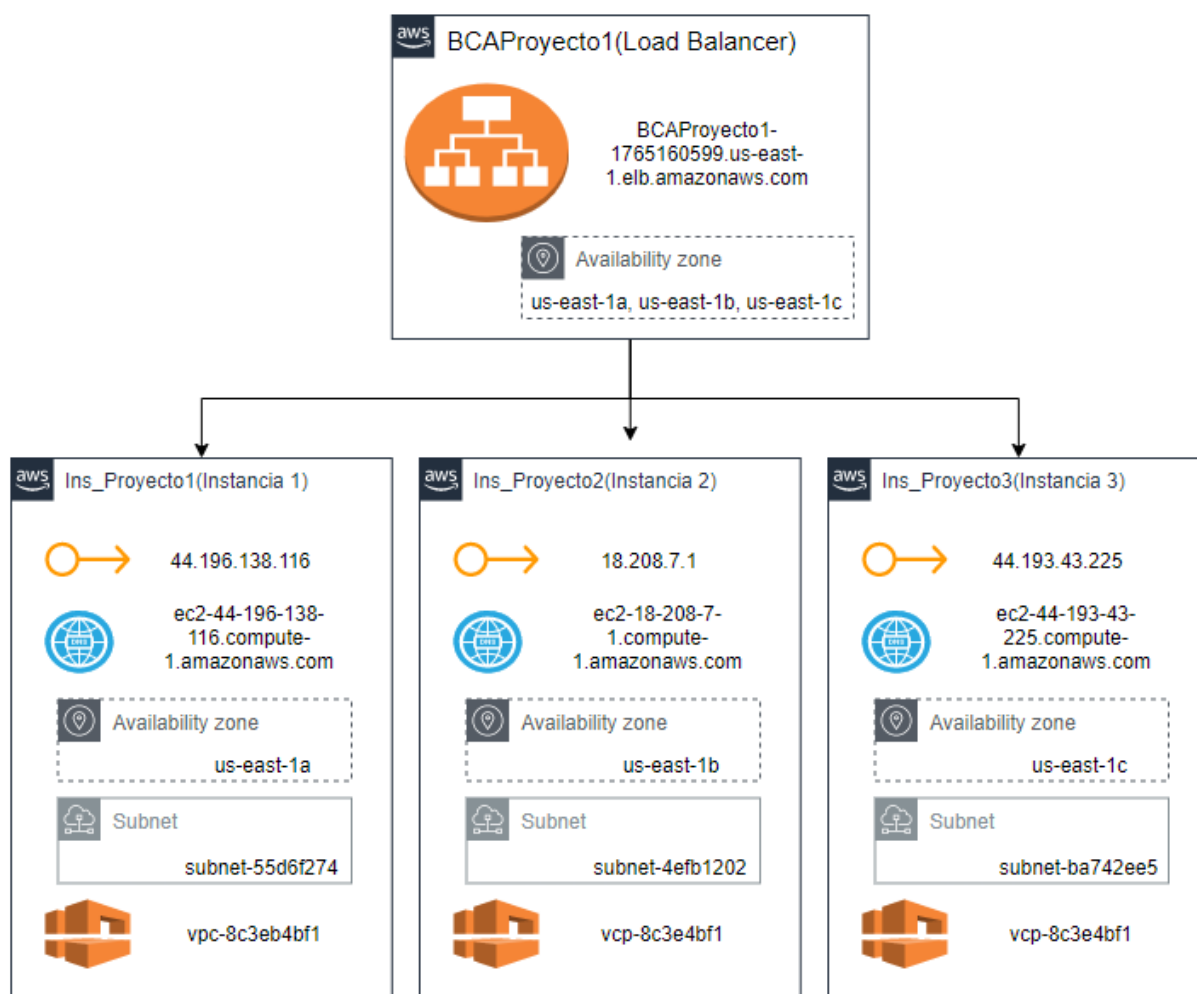 aws
BCAProyecto1(Load Balancer)
BCAProyecto1-
1765160599.us-east-
1.elb.amazonaws.com
Availability zone
us-east-1a, us-east-1b, us-east-1c
aws
Ins_Proyecto1(Instancia 1)
44.196.138.116
DNS
ec2-44-196-138-
116.compute-
1.amazonaws.com
Availability zone
us-east-1a
Subnet
subnet-55d6f274
vpc-8c3eb4bf1
aws
Ins_Proyecto2(Instancia 2)
18.208.7.1
DNS
ec2-18-208-7-
1.compute-
1.amazonaws.com
Availability zone
us-east-1b
Subnet
subnet-4efb1202
vcp-8c3e4bf1
aws
Ins_Proyecto3(Instancia 3)
44.193.43.225
DNS
ec2-44-193-43-
225.compute-
1.amazonaws.com
Availability zone
us-east-1c
Subnet
subnet-ba742ee5
vcp-8c3e4bf1